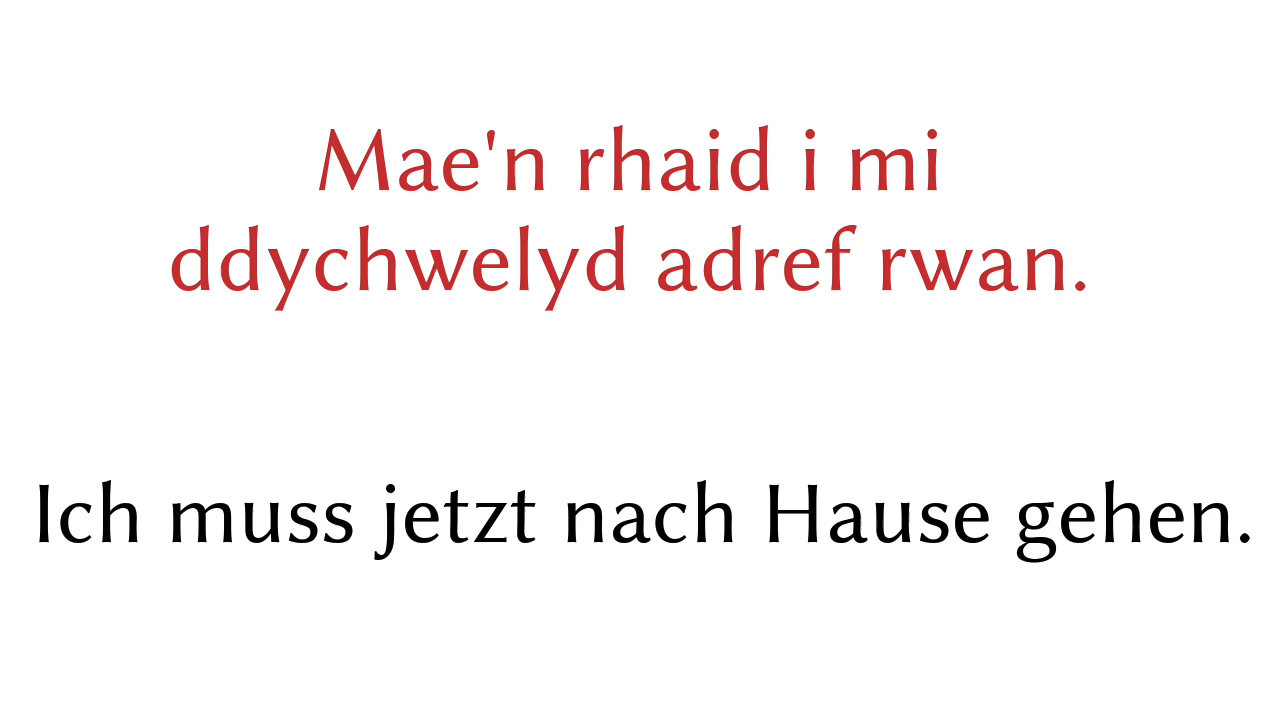 Mae'n rhaid i mi
ddychwelyd adref rwan.
Ich muss jetzt nach Hause gehen.